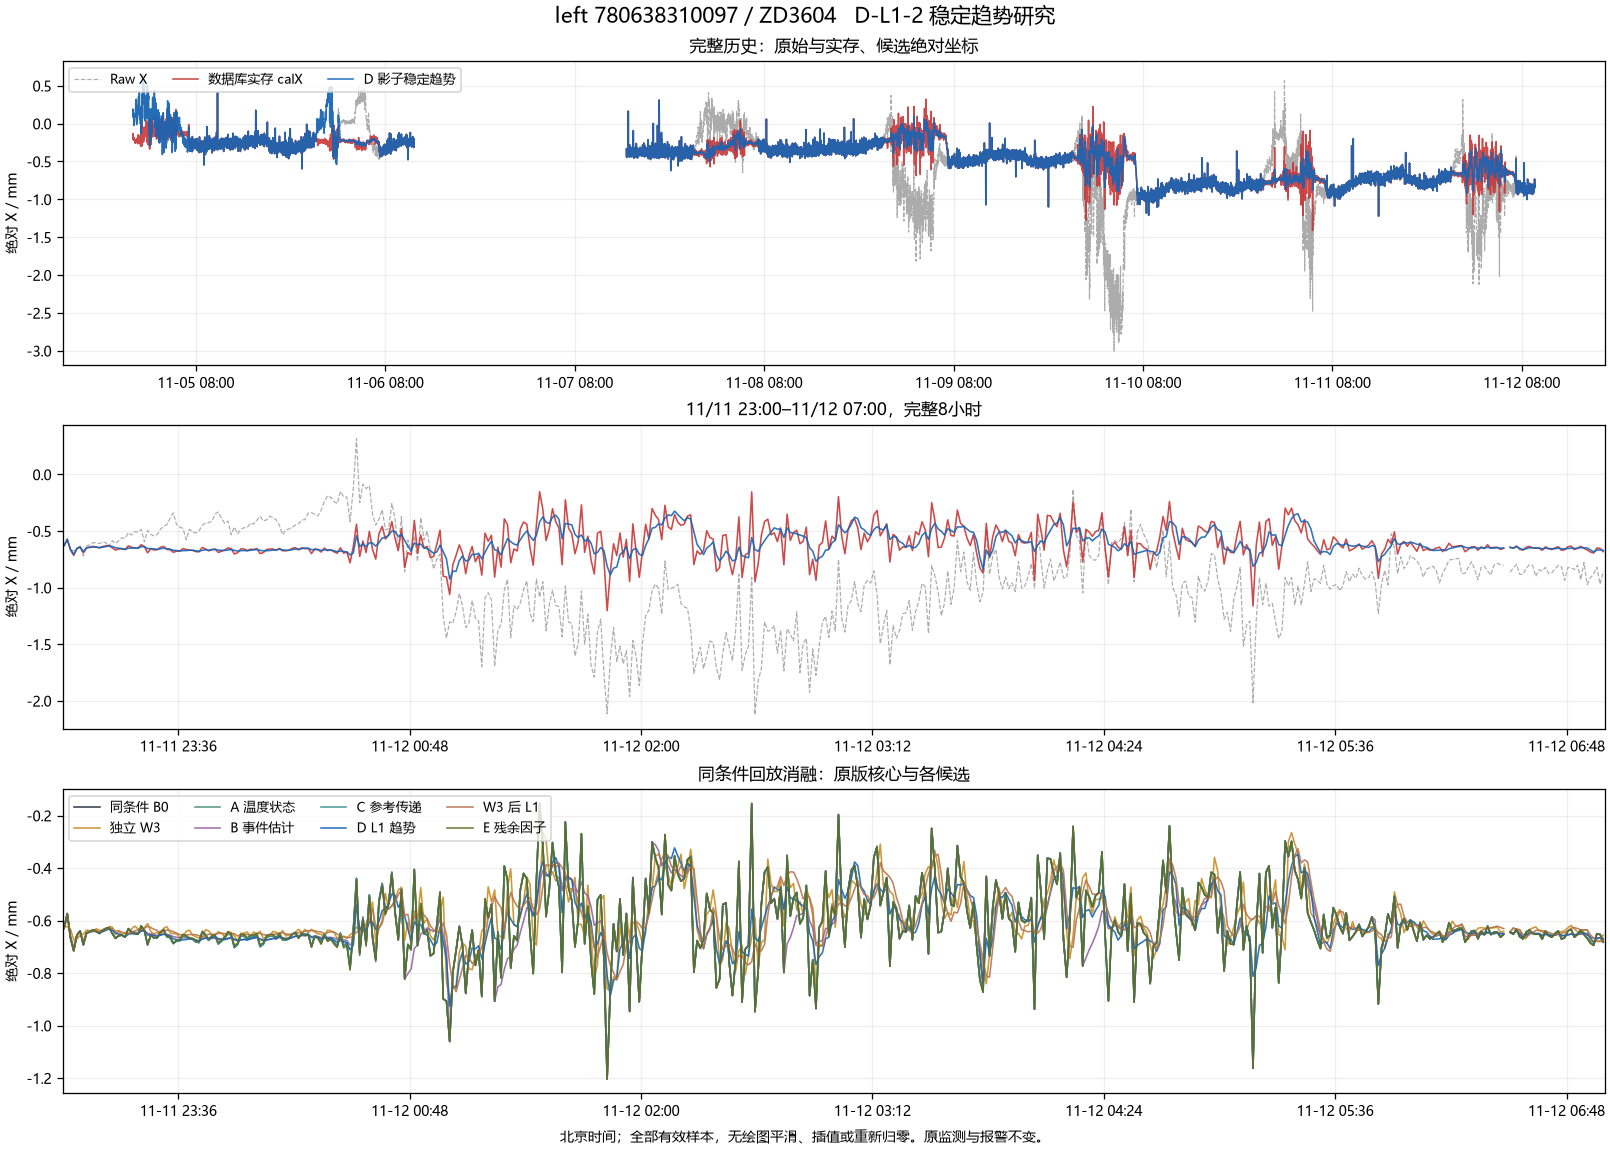 left 780638310097 / ZD3604 D-L1-2 稳定趋势研究
完整历史：原始与实存、候选绝对坐标
Raw X 数据库实存 calX D 影子稳定趋势
绝对 X / mm
0.5
0.0
-0.5
-1.0
-1.5
-2.0
-2.5
-3.0
11-05 08:00 11-06 08:00 11-07 08:00 11-08 08:00 11-09 08:00 11-10 08:00 11-11 08:00 11-12 08:00
11/11 23:00–11/12 07:00，完整8小时
绝对 X / mm
0.0
-0.5
-1.0
-1.5
-2.0
11-11 23:36 11-12 00:48 11-12 02:00 11-12 03:12 11-12 04:24 11-12 05:36 11-12 06:48
同条件回放消融：原版核心与各候选
同条件 B0 A 温度状态 C 参考传递 W3 后 L1
独立 W3 B 事件估计 D L1 趋势 E 残余因子
绝对 X / mm
-0.2
-0.4
-0.6
-0.8
-1.0
-1.2
11-11 23:36 11-12 00:48 11-12 02:00 11-12 03:12 11-12 04:24 11-12 05:36 11-12 06:48
北京时间；全部有效样本，无绘图平滑、插值或重新归零。原监测与报警不变。